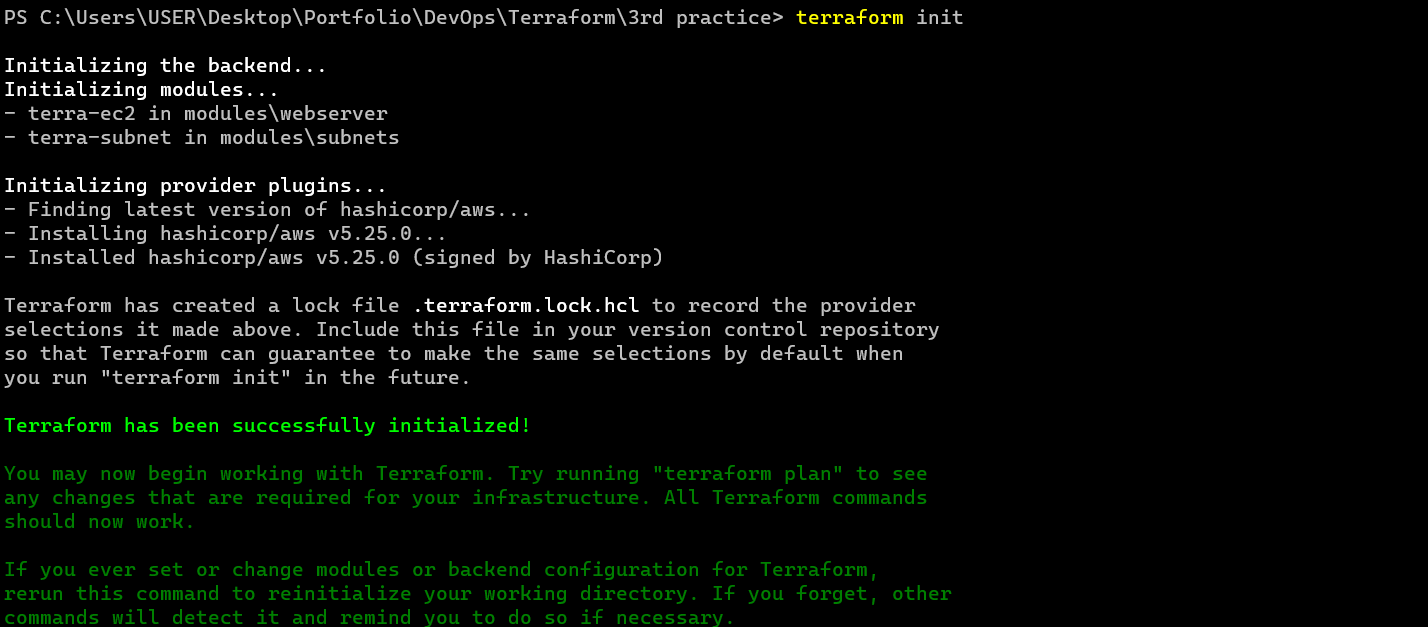 PS C:\Users\USER\Desktop\Portfolio\DevOps\Terraform\3rd practice> terraform init
Initializing the backend...
Initializing modules...
- terra-ec2 in modules\webserver
- terra-subnet in modules\subnets
Initializing provider plugins...
- Finding latest version of hashicorp/aws...
- Installing hashicorp/aws v5.25.0...
- Installed hashicorp/aws v5.25.0 (signed by HashiCorp)
Terraform has created a lock file .terraform.lock.hcl to record the provider
selections it made above. Include this file in your version control repository
so that Terraform can guarantee to make the same selections by default when
you run "terraform init" in the future.
Terraform has been successfully initialized!
You may now begin working with Terraform. Try running "terraform plan" to see
any changes that are required for your infrastructure. All Terraform commands
should now work.
If you ever set or change modules or backend configuration for Terraform,
rerun this command to reinitialize your working directory. If you forget, other
commands will detect it and remind you to do so if necessary.